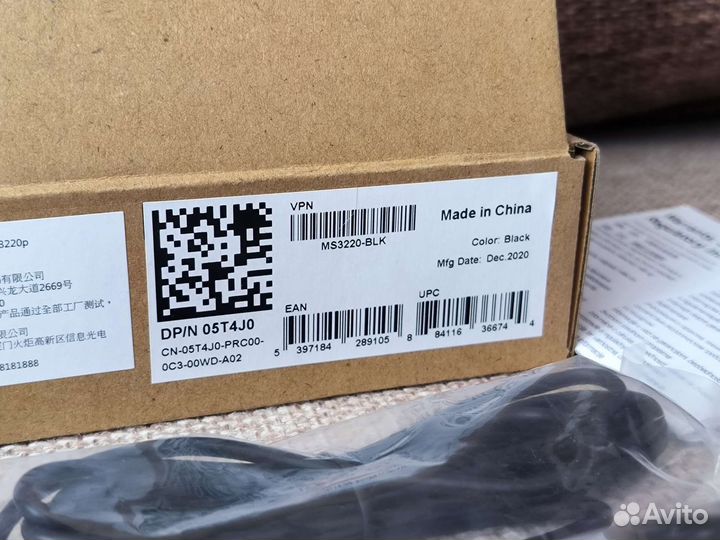 3220p
有限公司
兴龙大道2669号
产品通过全部工厂测试，
限公司
门火炬高新区信息光电
8181888
VPN
MS3220-BLK
Made in China
Color: Black
Mfg Date: Dec.2020
DP/N 05T4J0
CN-05T4J0-PRC00-
0C3-00WD-A02
EAN
5 397184 289105
UPC
8 84116 36674 4
Avito